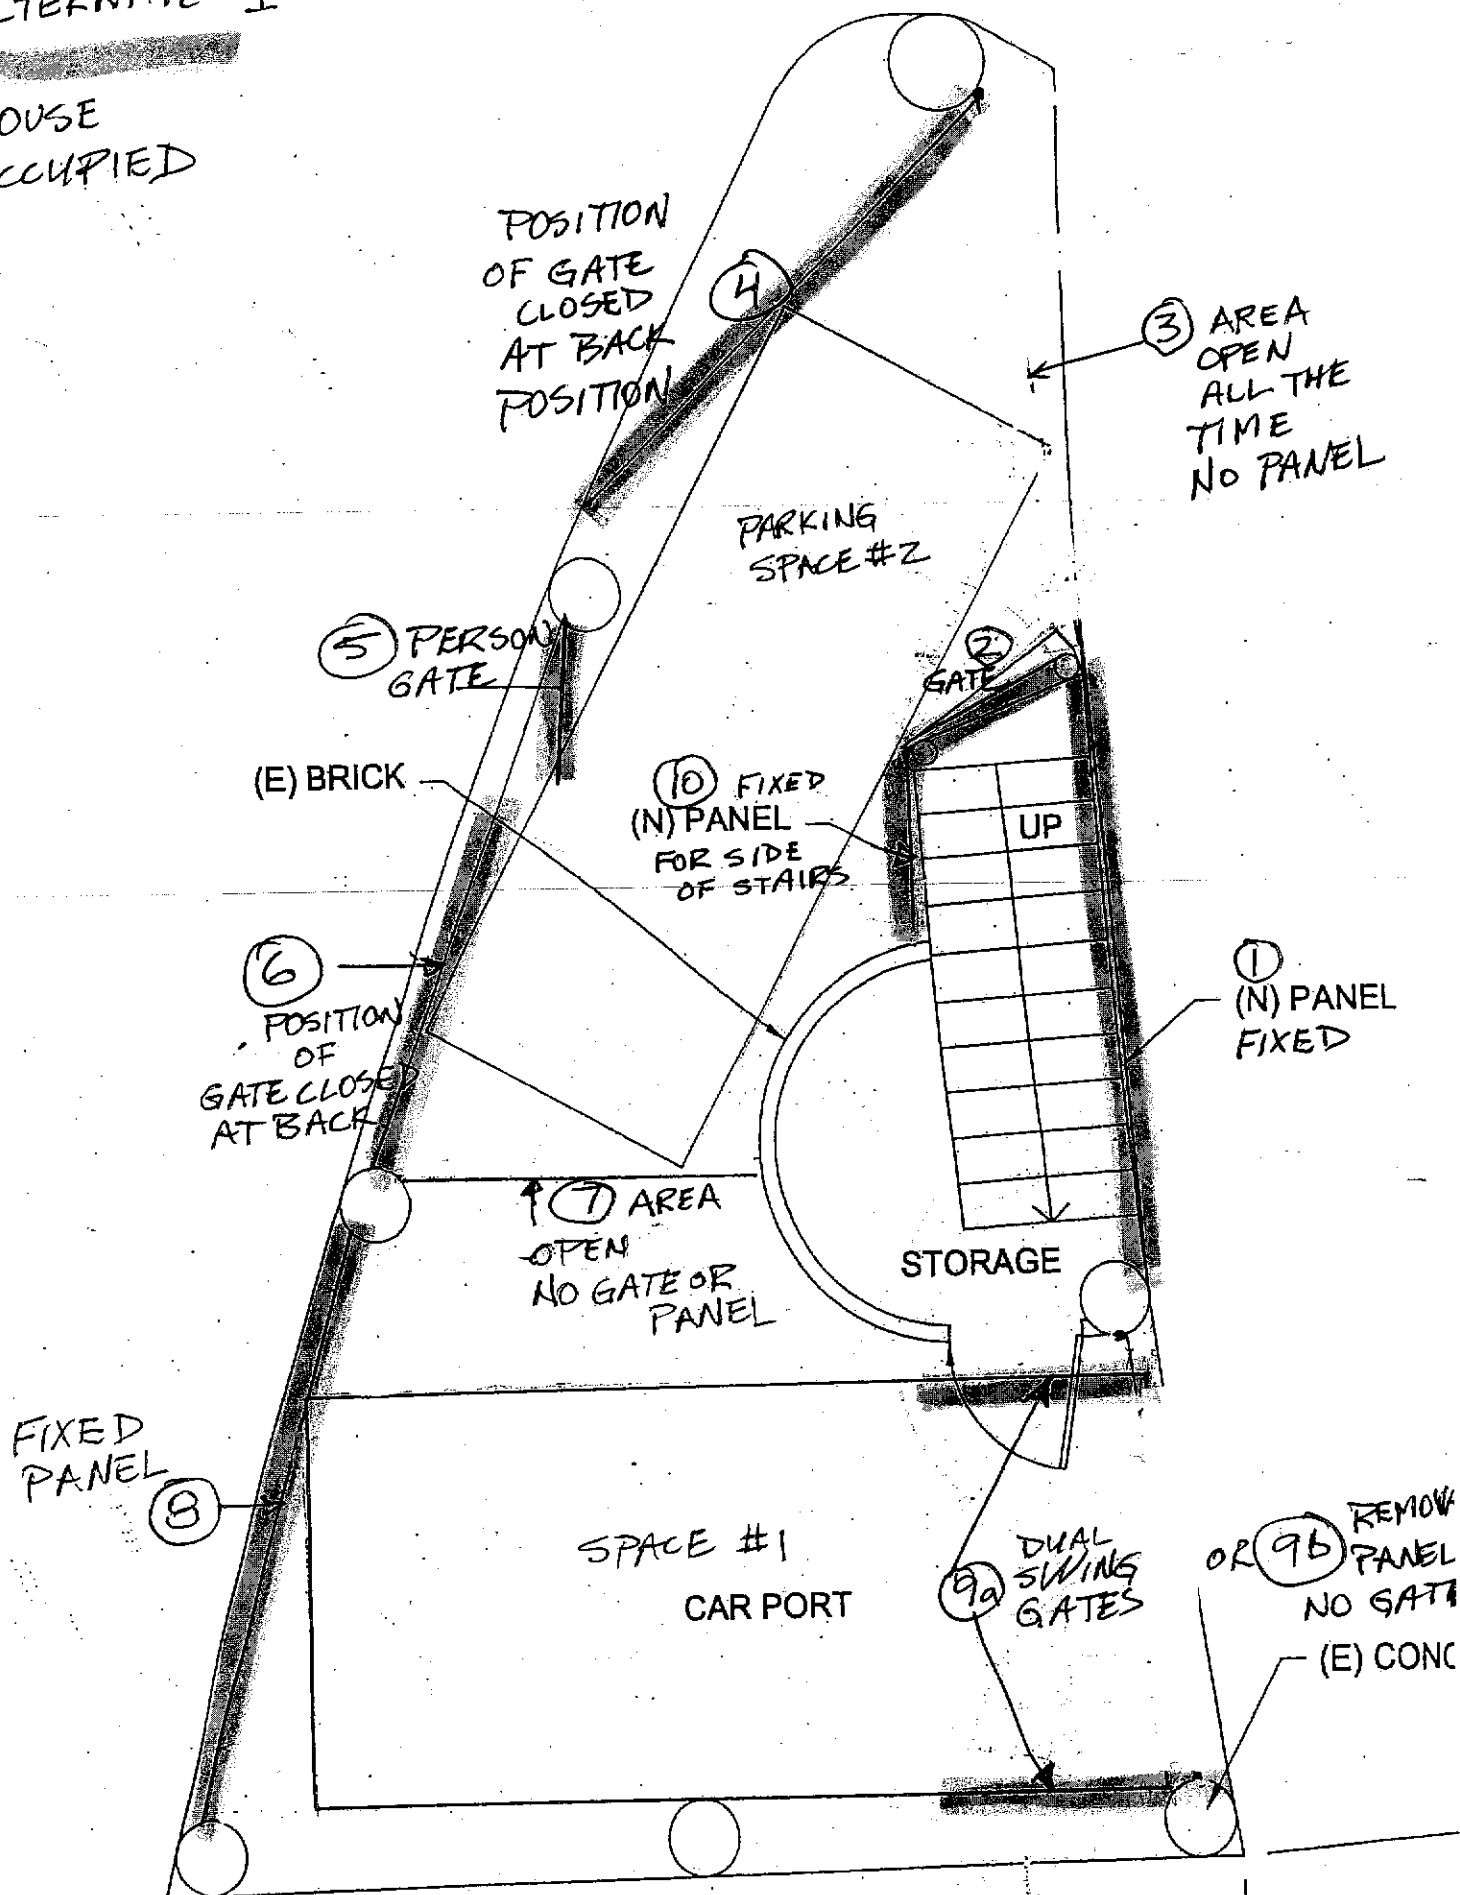 LTERNATE I
OUSE
CCUPIED
POSITION
OF GATE
CLOSED
AT BACK
POSITION
4
3 AREA
OPEN
ALL THE
TIME
NO PANEL
PARKING
SPACE #2
5 PERSON
GATE
2
GATE
(E) BRICK
10 FIXED
(N) PANEL
FOR SIDE
OF STAIRS
UP
6
POSITION
OF
GATE CLOSED
AT BACK
1
(N) PANEL
FIXED
7 AREA
OPEN
NO GATE OR
PANEL
STORAGE
FIXED
PANEL
8
SPACE #1
CAR PORT
9a DUAL
SWING
GATES
OR 9b REMOV
PANEL
NO GAT
(E) CONC